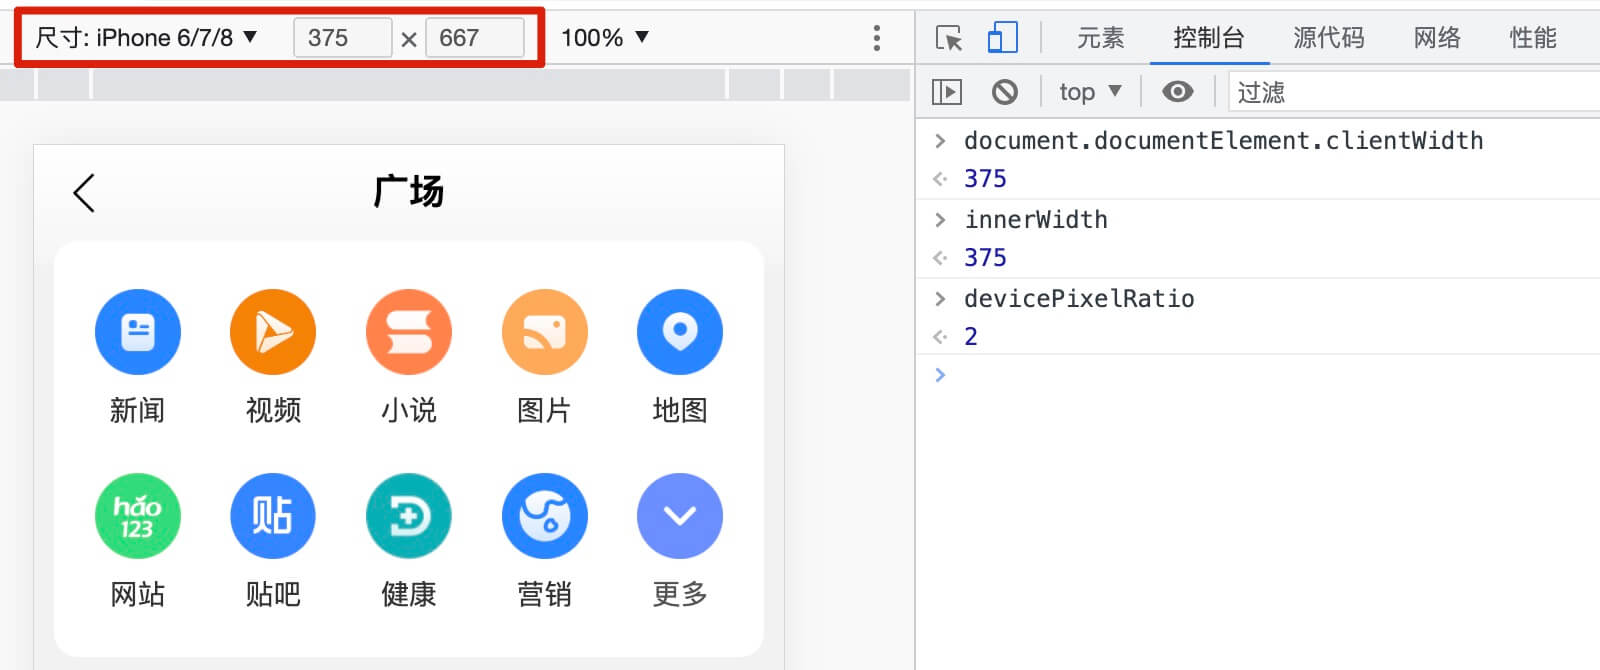 尺寸: iPhone 6/7/8 ▼ 375 × 667 100% ▼
元素 控制台 源代码 网络 性能
top ▼ 过滤
广场
新闻 视频 小说 图片 地图
hǎo
123
贴
网站 贴吧 健康 营销 更多
> document.documentElement.clientWidth
375
> innerWidth
375
> devicePixelRatio
2
>